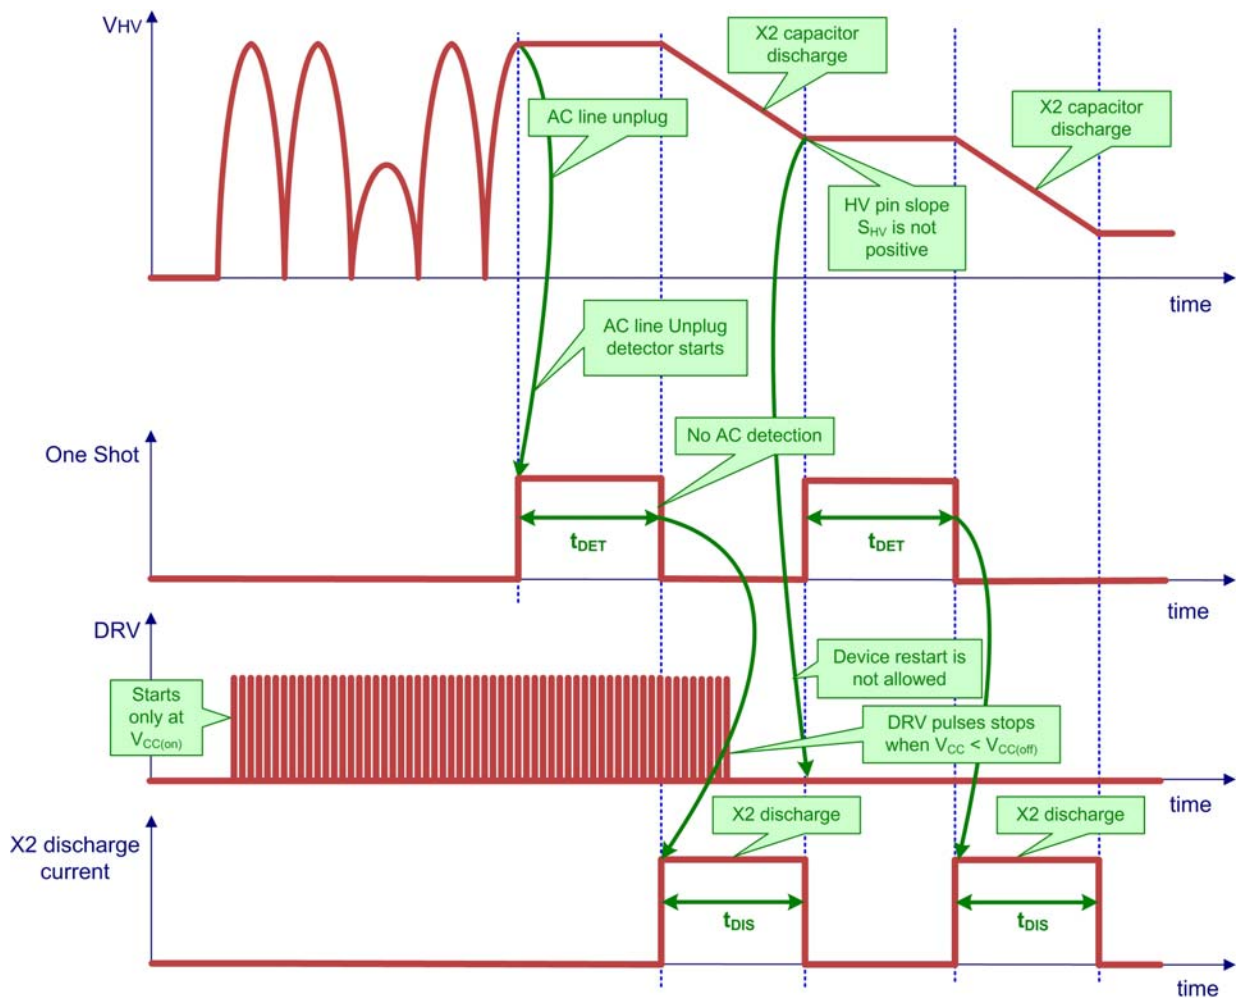 VHV
X2 capacitor
discharge
AC line unplug
X2 capacitor
discharge
HV pin slope
SHV is not
positive
time
AC line Unplug
detector starts
One Shot
No AC detection
tDET
tDET
time
DRV
Starts
only at
VCC(on)
Device restart is
not allowed
DRV pulses stops
when VCC < VCC(off)
time
X2 discharge
current
X2 discharge
X2 discharge
tDIS
tDIS
time